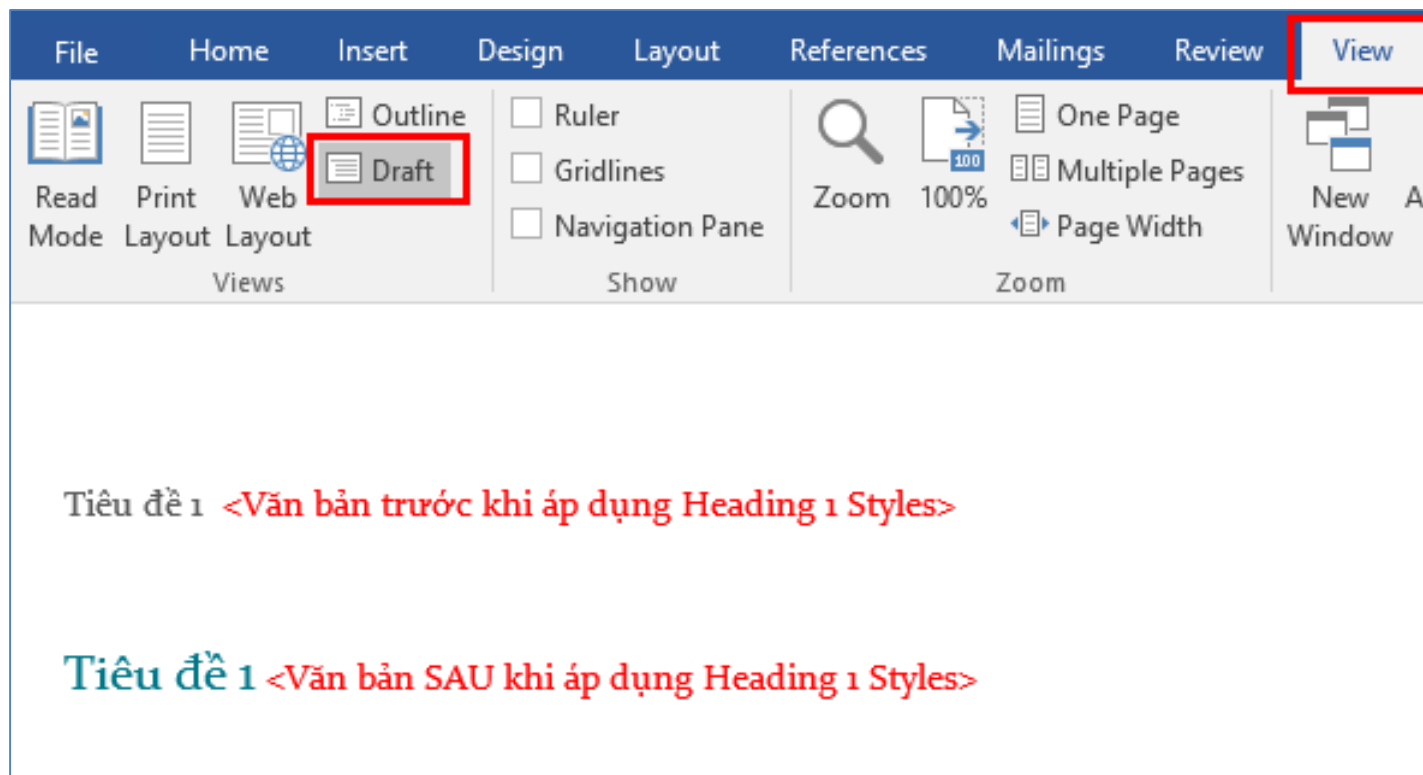 File Home Insert Design Layout References Mailings Review View
Outline
Draft
Read Mode
Print Layout
Web Layout
Views
Ruler
Gridlines
Navigation Pane
Show
Zoom
100
100%
One Page
Multiple Pages
Page Width
Zoom
New Window
A
Tiêu đề 1 <Văn bản trước khi áp dụng Heading 1 Styles>
Tiêu đề 1 <Văn bản SAU khi áp dụng Heading 1 Styles>